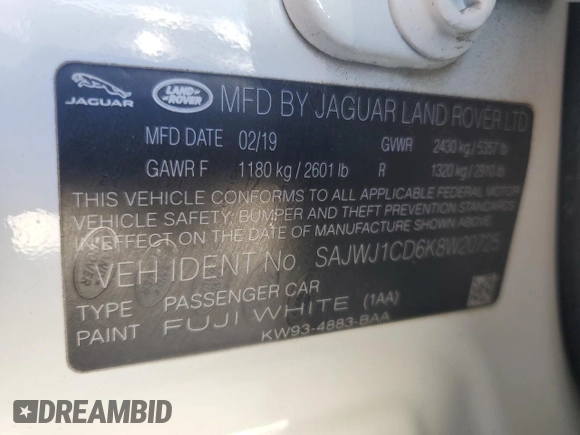 JAGUAR
LAND ROVER
MFD BY JAGUAR LAND ROVER LTD
MFD DATE 02/19 GVWR 2430 kg / 5357 lb
GAWR F 1180 kg / 2601 lb R 1320 kg / 2910 lb
THIS VEHICLE CONFORMS TO ALL APPLICABLE FEDERAL MOTOR
VEHICLE SAFETY, BUMPER AND THEFT PREVENTION STANDARDS
IN EFFECT ON THE DATE OF MANUFACTURE SHOWN ABOVE
VEH IDENT No SAJWJ1CD6K8W20725
TYPE PASSENGER CAR
PAINT FUJI WHITE (1AA)
KW93-4883-BAA
DREAMBID